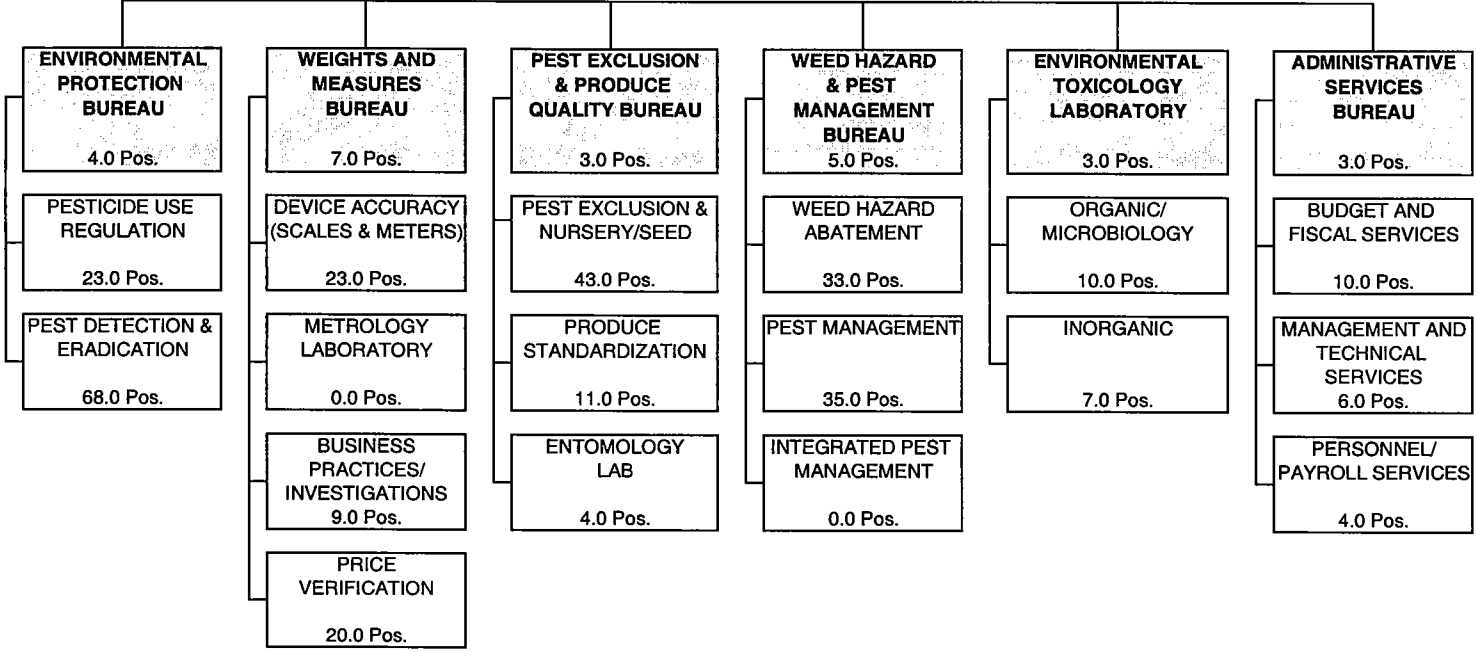 ENVIRONMENTAL
PROTECTION
BUREAU
4.0 Pos.
PESTICIDE USE
REGULATION
23.0 Pos.
PEST DETECTION &
ERADICATION
68.0 Pos.
WEIGHTS AND
MEASURES
BUREAU
7.0 Pos.
DEVICE ACCURACY
(SCALES & METERS)
23.0 Pos.
METROLOGY
LABORATORY
0.0 Pos.
BUSINESS
PRACTICES/
INVESTIGATIONS
9.0 Pos.
PRICE
VERIFICATION
20.0 Pos.
PEST EXCLUSION
& PRODUCE
QUALITY BUREAU
3.0 Pos.
PEST EXCLUSION &
NURSERY/SEED
43.0 Pos.
PRODUCE
STANDARDIZATION
11.0 Pos.
ENTOMOLOGY
LAB
4.0 Pos.
WEED HAZARD
& PEST
MANAGEMENT
BUREAU
5.0 Pos.
WEED HAZARD
ABATEMENT
33.0 Pos.
PEST MANAGEMENT
35.0 Pos.
INTEGRATED PEST
MANAGEMENT
0.0 Pos.
ENVIRONMENTAL
TOXICOLOGY
LABORATORY
3.0 Pos.
ORGANIC/
MICROBIOLOGY
10.0 Pos.
INORGANIC
7.0 Pos.
ADMINISTRATIVE
SERVICES
BUREAU
3.0 Pos.
BUDGET AND
FISCAL SERVICES
10.0 Pos.
MANAGEMENT AND
TECHNICAL
SERVICES
6.0 Pos.
PERSONNEL/
PAYROLL SERVICES
4.0 Pos.